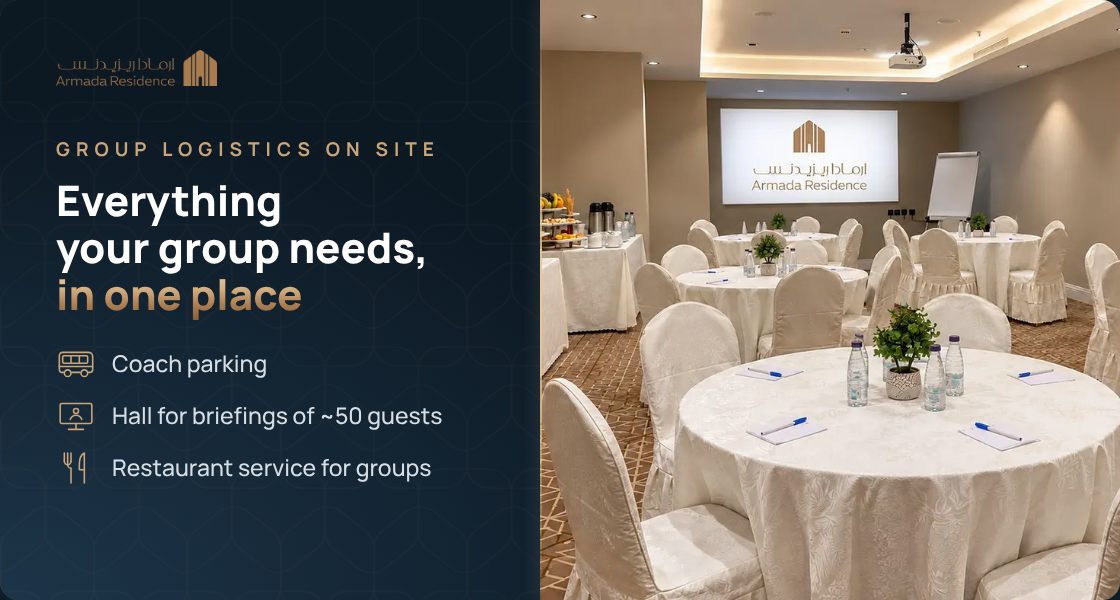 ارمادا ريزيدنس
Armada Residence
GROUP LOGISTICS ON SITE
Everything
your group needs,
in one place
Coach parking
Hall for briefings of ~50 guests
Restaurant service for groups
ارمادا ريزيدنس
Armada Residence